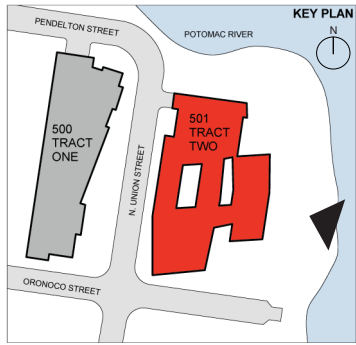 KEY PLAN
PENDELTON STREET
POTOMAC RIVER
N
500
TRACT
ONE
501
TRACT
TWO
N. UNION STREET
ORONOCO STREET